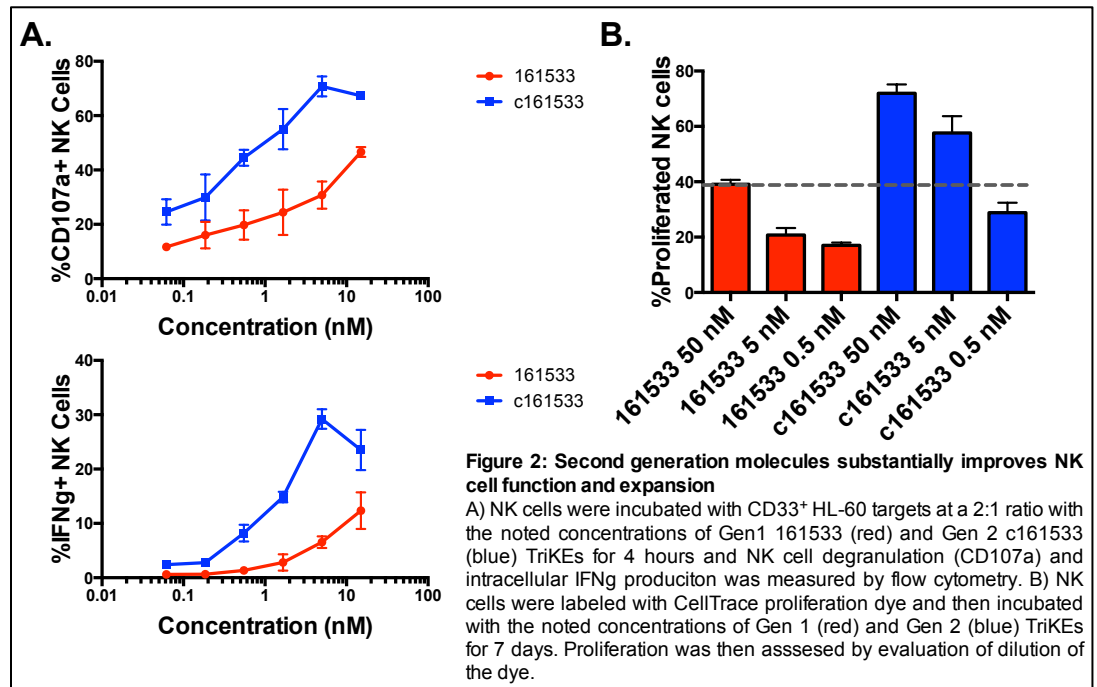 A.
80
60
40
20
0
%CD107a+ NK Cells
0.01 0.1 1 10 100
Concentration (nM)
161533
c161533
40
30
20
10
0
%IFNg+ NK Cells
0.01 0.1 1 10 100
Concentration (nM)
161533
c161533
B.
80
60
40
20
0
%Proliferated NK cells
161533 50 nM
161533 5 nM
161533 0.5 nM
c161533 50 nM
c161533 5 nM
c161533 0.5 nM
Figure 2: Second generation molecules substantially improves NK
cell function and expansion
A) NK cells were incubated with CD33+ HL-60 targets at a 2:1 ratio with
the noted concentrations of Gen1 161533 (red) and Gen 2 c161533
(blue) TriKEs for 4 hours and NK cell degranulation (CD107a) and
intracellular IFNg produciton was measured by flow cytometry. B) NK
cells were labeled with CellTrace proliferation dye and then incubated
with the noted concentrations of Gen 1 (red) and Gen 2 (blue) TriKEs
for 7 days. Proliferation was then asssesed by evaluation of dilution of
the dye.